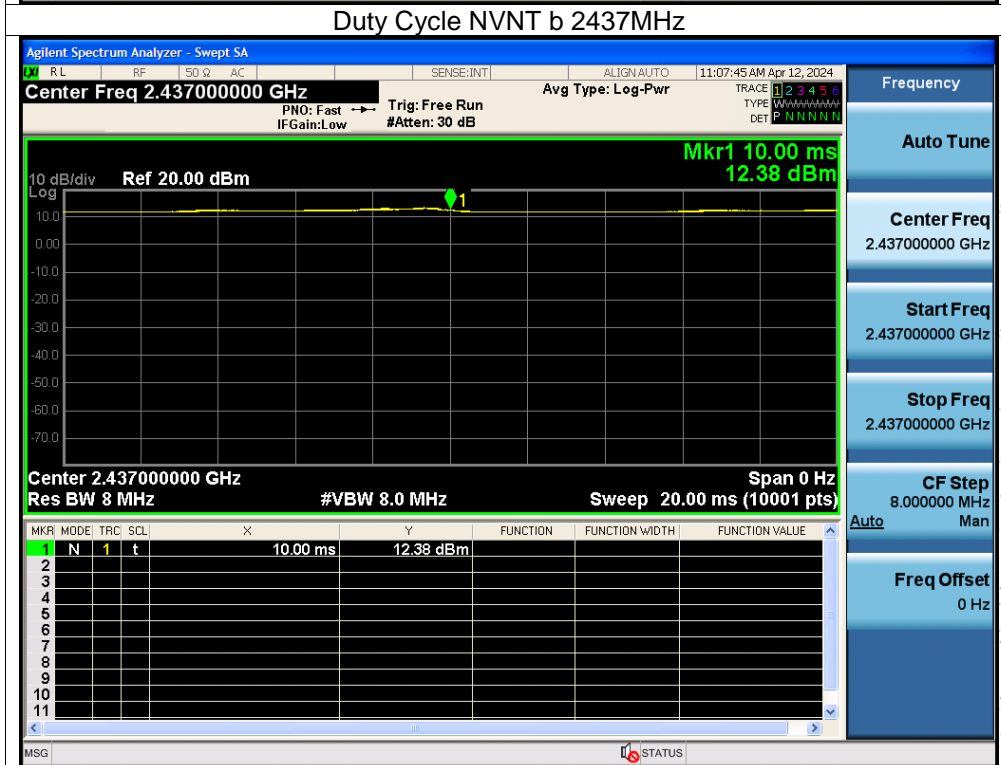 Duty Cycle NVNT b 2437MHz
Agilent Spectrum Analyzer - Swept SA
LXI RL RF 50 Ω AC SENSE:INT ALIGN AUTO 11:07:45 AM Apr 12, 2024
Center Freq 2.437000000 GHz Avg Type: Log-Pwr TRACE 1 2 3 4 5 6
PNO: Fast Trig: Free Run TYPE WWWWWW
IFGain:Low #Atten: 30 dB DET P N N N N N
Frequency
Mkr1 10.00 ms
10 dB/div Ref 20.00 dBm 12.38 dBm
Log
1
10.0
0.00
-10.0
-20.0
-30.0
-40.0
-50.0
-60.0
-70.0
Center 2.437000000 GHz Span 0 Hz
Res BW 8 MHz #VBW 8.0 MHz Sweep 20.00 ms (10001 pts)
MKR MODE TRC SCL X Y FUNCTION FUNCTION WIDTH FUNCTION VALUE
1 N 1 t 10.00 ms 12.38 dBm
2
3
4
5
6
7
8
9
10
11
MSG STATUS
Auto Tune
Center Freq
2.437000000 GHz
Start Freq
2.437000000 GHz
Stop Freq
2.437000000 GHz
CF Step
8.000000 MHz
Auto Man
Freq Offset
0 Hz